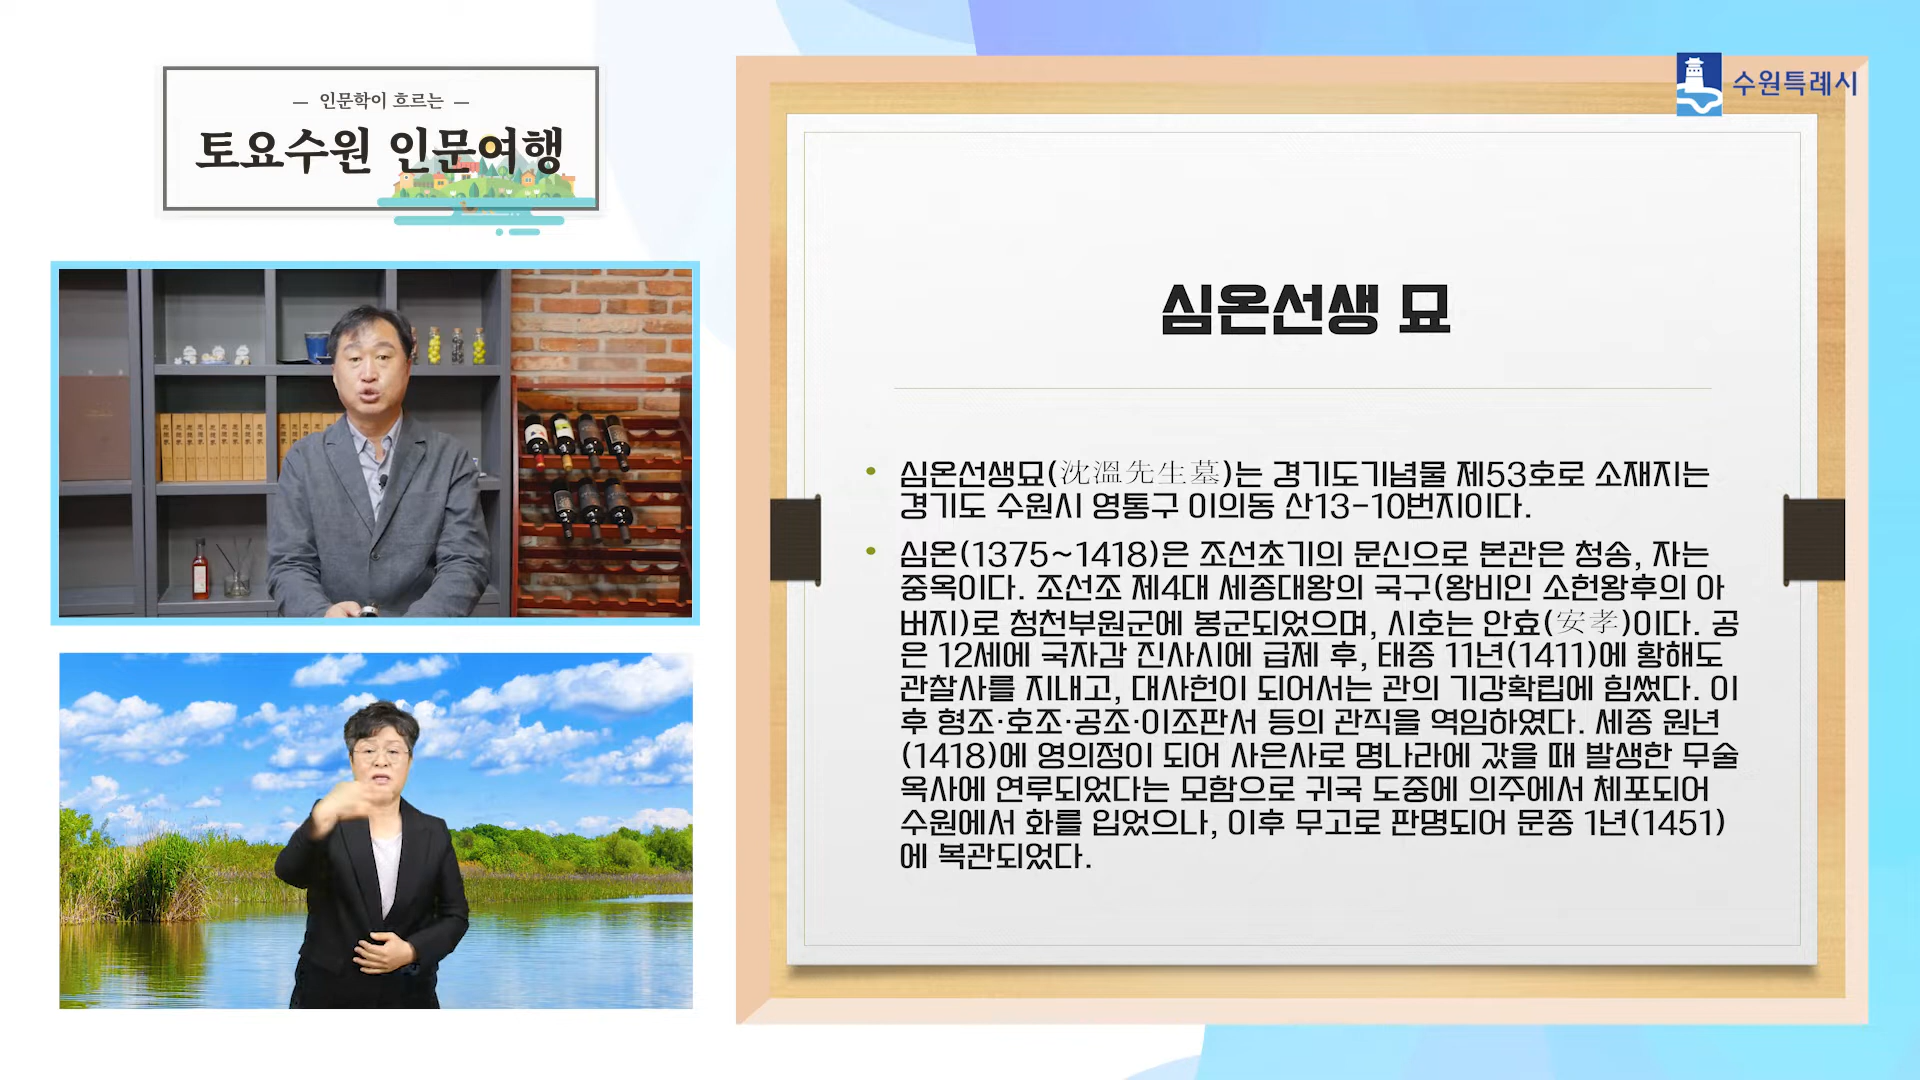 인문학이 흐르는
토요수원 인문여행
수원특례시
심온선생 묘
• 심온선생묘(沈溫先生墓)는 경기도기념물 제53호로 소재지는
경기도 수원시 영통구 이의동 산13-10번지이다.
• 심온(1375~1418)은 조선초기의 문신으로 본관은 청송, 자는
중옥이다. 조선조 제4대 세종대왕의 국구(왕비인 소헌왕후의 아
버지)로 청천부원군에 봉군되었으며, 시호는 안효(安孝)이다. 공
은 12세에 국자감 진사시에 급제 후, 태종 11년(1411)에 황해도
관찰사를 지내고, 대사헌이 되어서는 관의 기강확립에 힘썼다. 이
후 형조·호조·공조·이조판서 등의 관직을 역임하였다. 세종 원년
(1418)에 영의정이 되어 사은사로 명나라에 갔을 때 발생한 무술
옥사에 연루되었다는 모함으로 귀국 도중에 의주에서 체포되어
수원에서 화를 입었으나, 이후 무고로 판명되어 문종 1년(1451)
에 복관되었다.